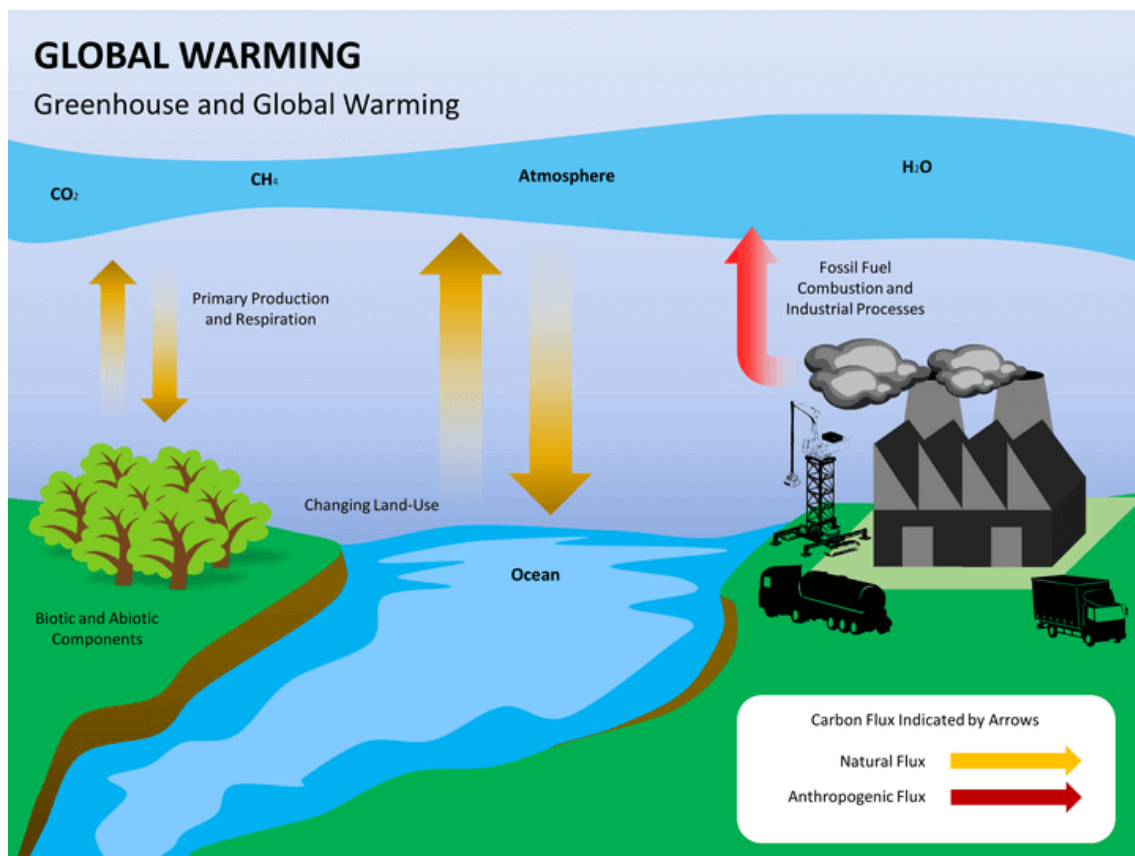 GLOBAL WARMING
Greenhouse and Global Warming
CO₂
CH₄
Atmosphere
H₂O
Primary Production
and Respiration
Fossil Fuel
Combustion and
Industrial Processes
Changing Land-Use
Ocean
Biotic and Abiotic
Components
Carbon Flux Indicated by Arrows
Natural Flux
Anthropogenic Flux